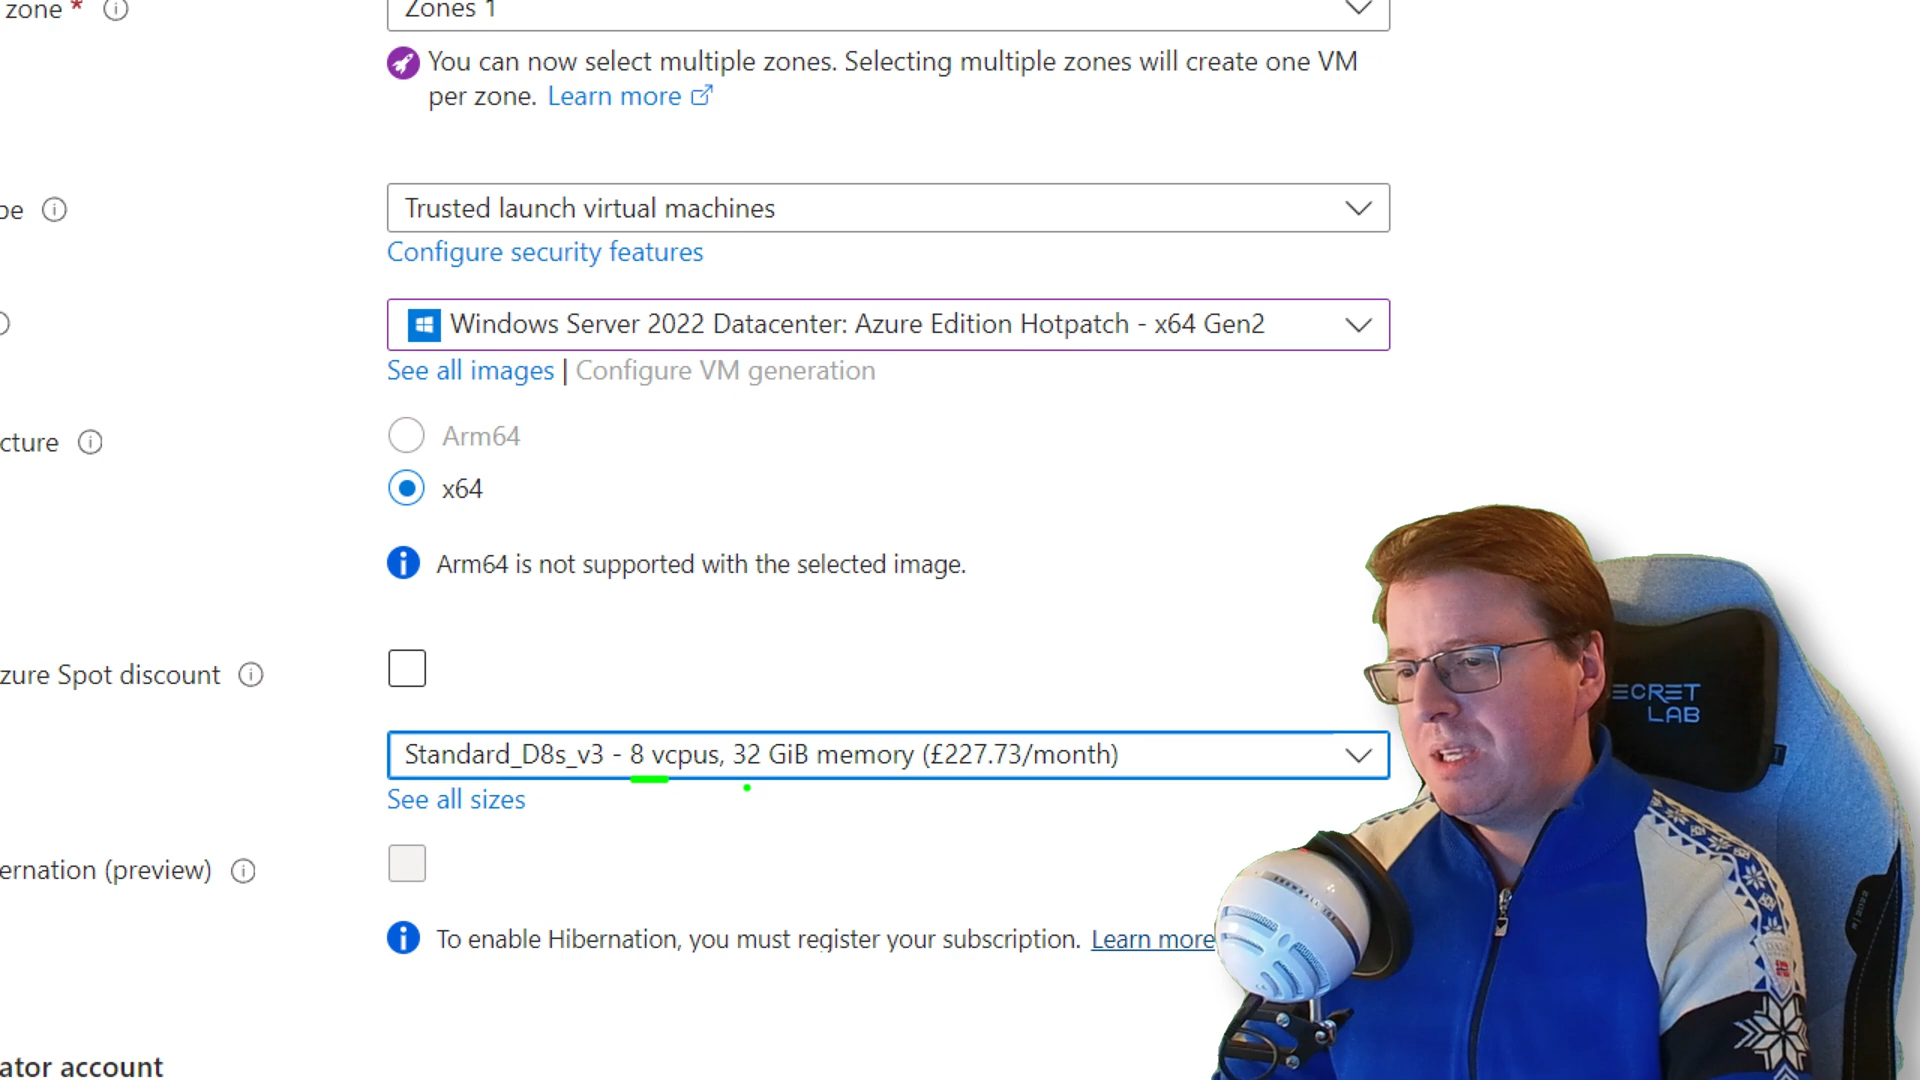 zone *
Zones 1
You can now select multiple zones. Selecting multiple zones will create one VM
per zone. Learn more
Trusted launch virtual machines
Configure security features
Windows Server 2022 Datacenter: Azure Edition Hotpatch - x64 Gen2
See all images | Configure VM generation
cture
Arm64
x64
Arm64 is not supported with the selected image.
zure Spot discount
Standard_D8s_v3 - 8 vcpus, 32 GiB memory (£227.73/month)
See all sizes
ernation (preview)
To enable Hibernation, you must register your subscription. Learn more
ator account
ECRET
LAB